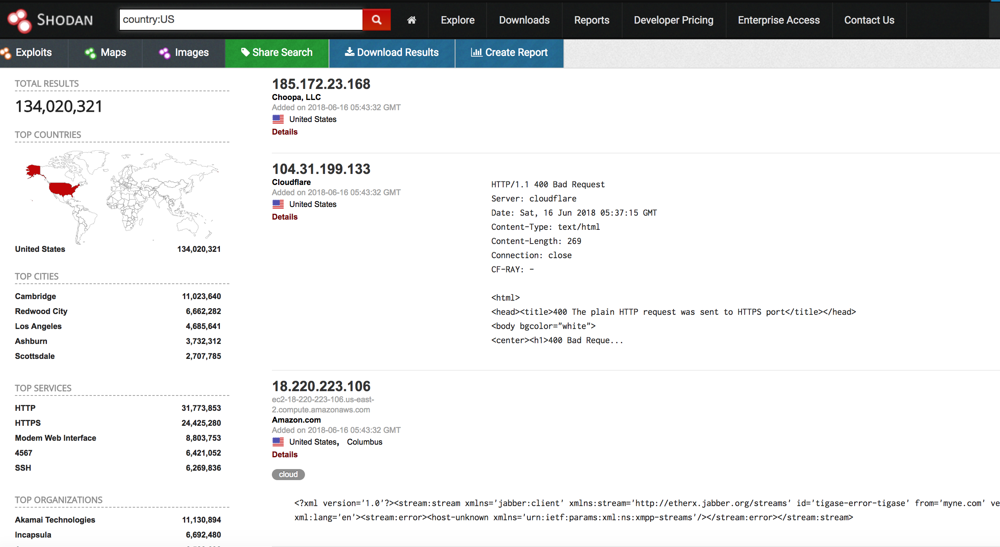 SHODAN
country:US
Explore
Downloads
Reports
Developer Pricing
Enterprise Access
Contact Us
Exploits
Maps
Images
Share Search
Download Results
Create Report
TOTAL RESULTS
134,020,321
TOP COUNTRIES
United States 134,020,321
TOP CITIES
Cambridge 11,023,640
Redwood City 6,662,282
Los Angeles 4,685,641
Ashburn 3,732,312
Scottsdale 2,707,785
TOP SERVICES
HTTP 31,773,853
HTTPS 24,425,280
Modem Web Interface 8,803,753
4567 6,421,052
SSH 6,269,836
TOP ORGANIZATIONS
Akamai Technologies 11,130,894
Incapsula 6,692,480
185.172.23.168
Choopa, LLC
Added on 2018-06-16 05:43:32 GMT
United States
Details
104.31.199.133
Cloudflare
Added on 2018-06-16 05:43:32 GMT
United States
Details
HTTP/1.1 400 Bad Request
Server: cloudflare
Date: Sat, 16 Jun 2018 05:37:15 GMT
Content-Type: text/html
Content-Length: 269
Connection: close
CF-RAY: -
<html>
<head><title>400 The plain HTTP request was sent to HTTPS port</title></head>
<body bgcolor="white">
<center><h1>400 Bad Reque...
18.220.223.106
ec2-18-220-223-106.us-east-
2.compute.amazonaws.com
Amazon.com
Added on 2018-06-16 05:43:32 GMT
United States, Columbus
Details
cloud
<?xml version='1.0'?><stream:stream xmlns='jabber:client' xmlns:stream='http://etherx.jabber.org/streams' id='tigase-error-tigase' from='myne.com' ve
xml:lang='en'><stream:error><host-unknown xmlns='urn:ietf:params:xml:ns:xmpp-streams'/></stream:error></stream:stream>